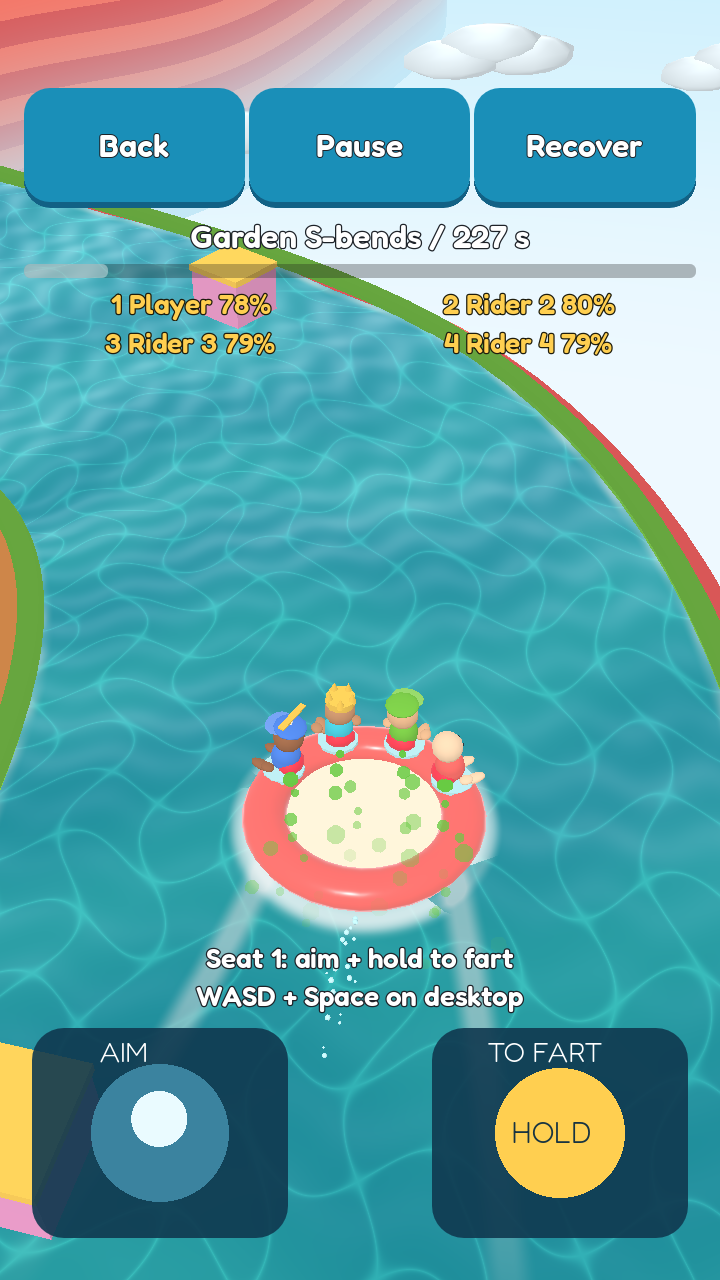 Back
Pause
Recover
Garden S-bends / 227 s
1 Player 78%
2 Rider 2 80%
3 Rider 3 79%
4 Rider 4 79%
Seat 1: aim + hold to fart
WASD + Space on desktop
AIM
TO FART
HOLD